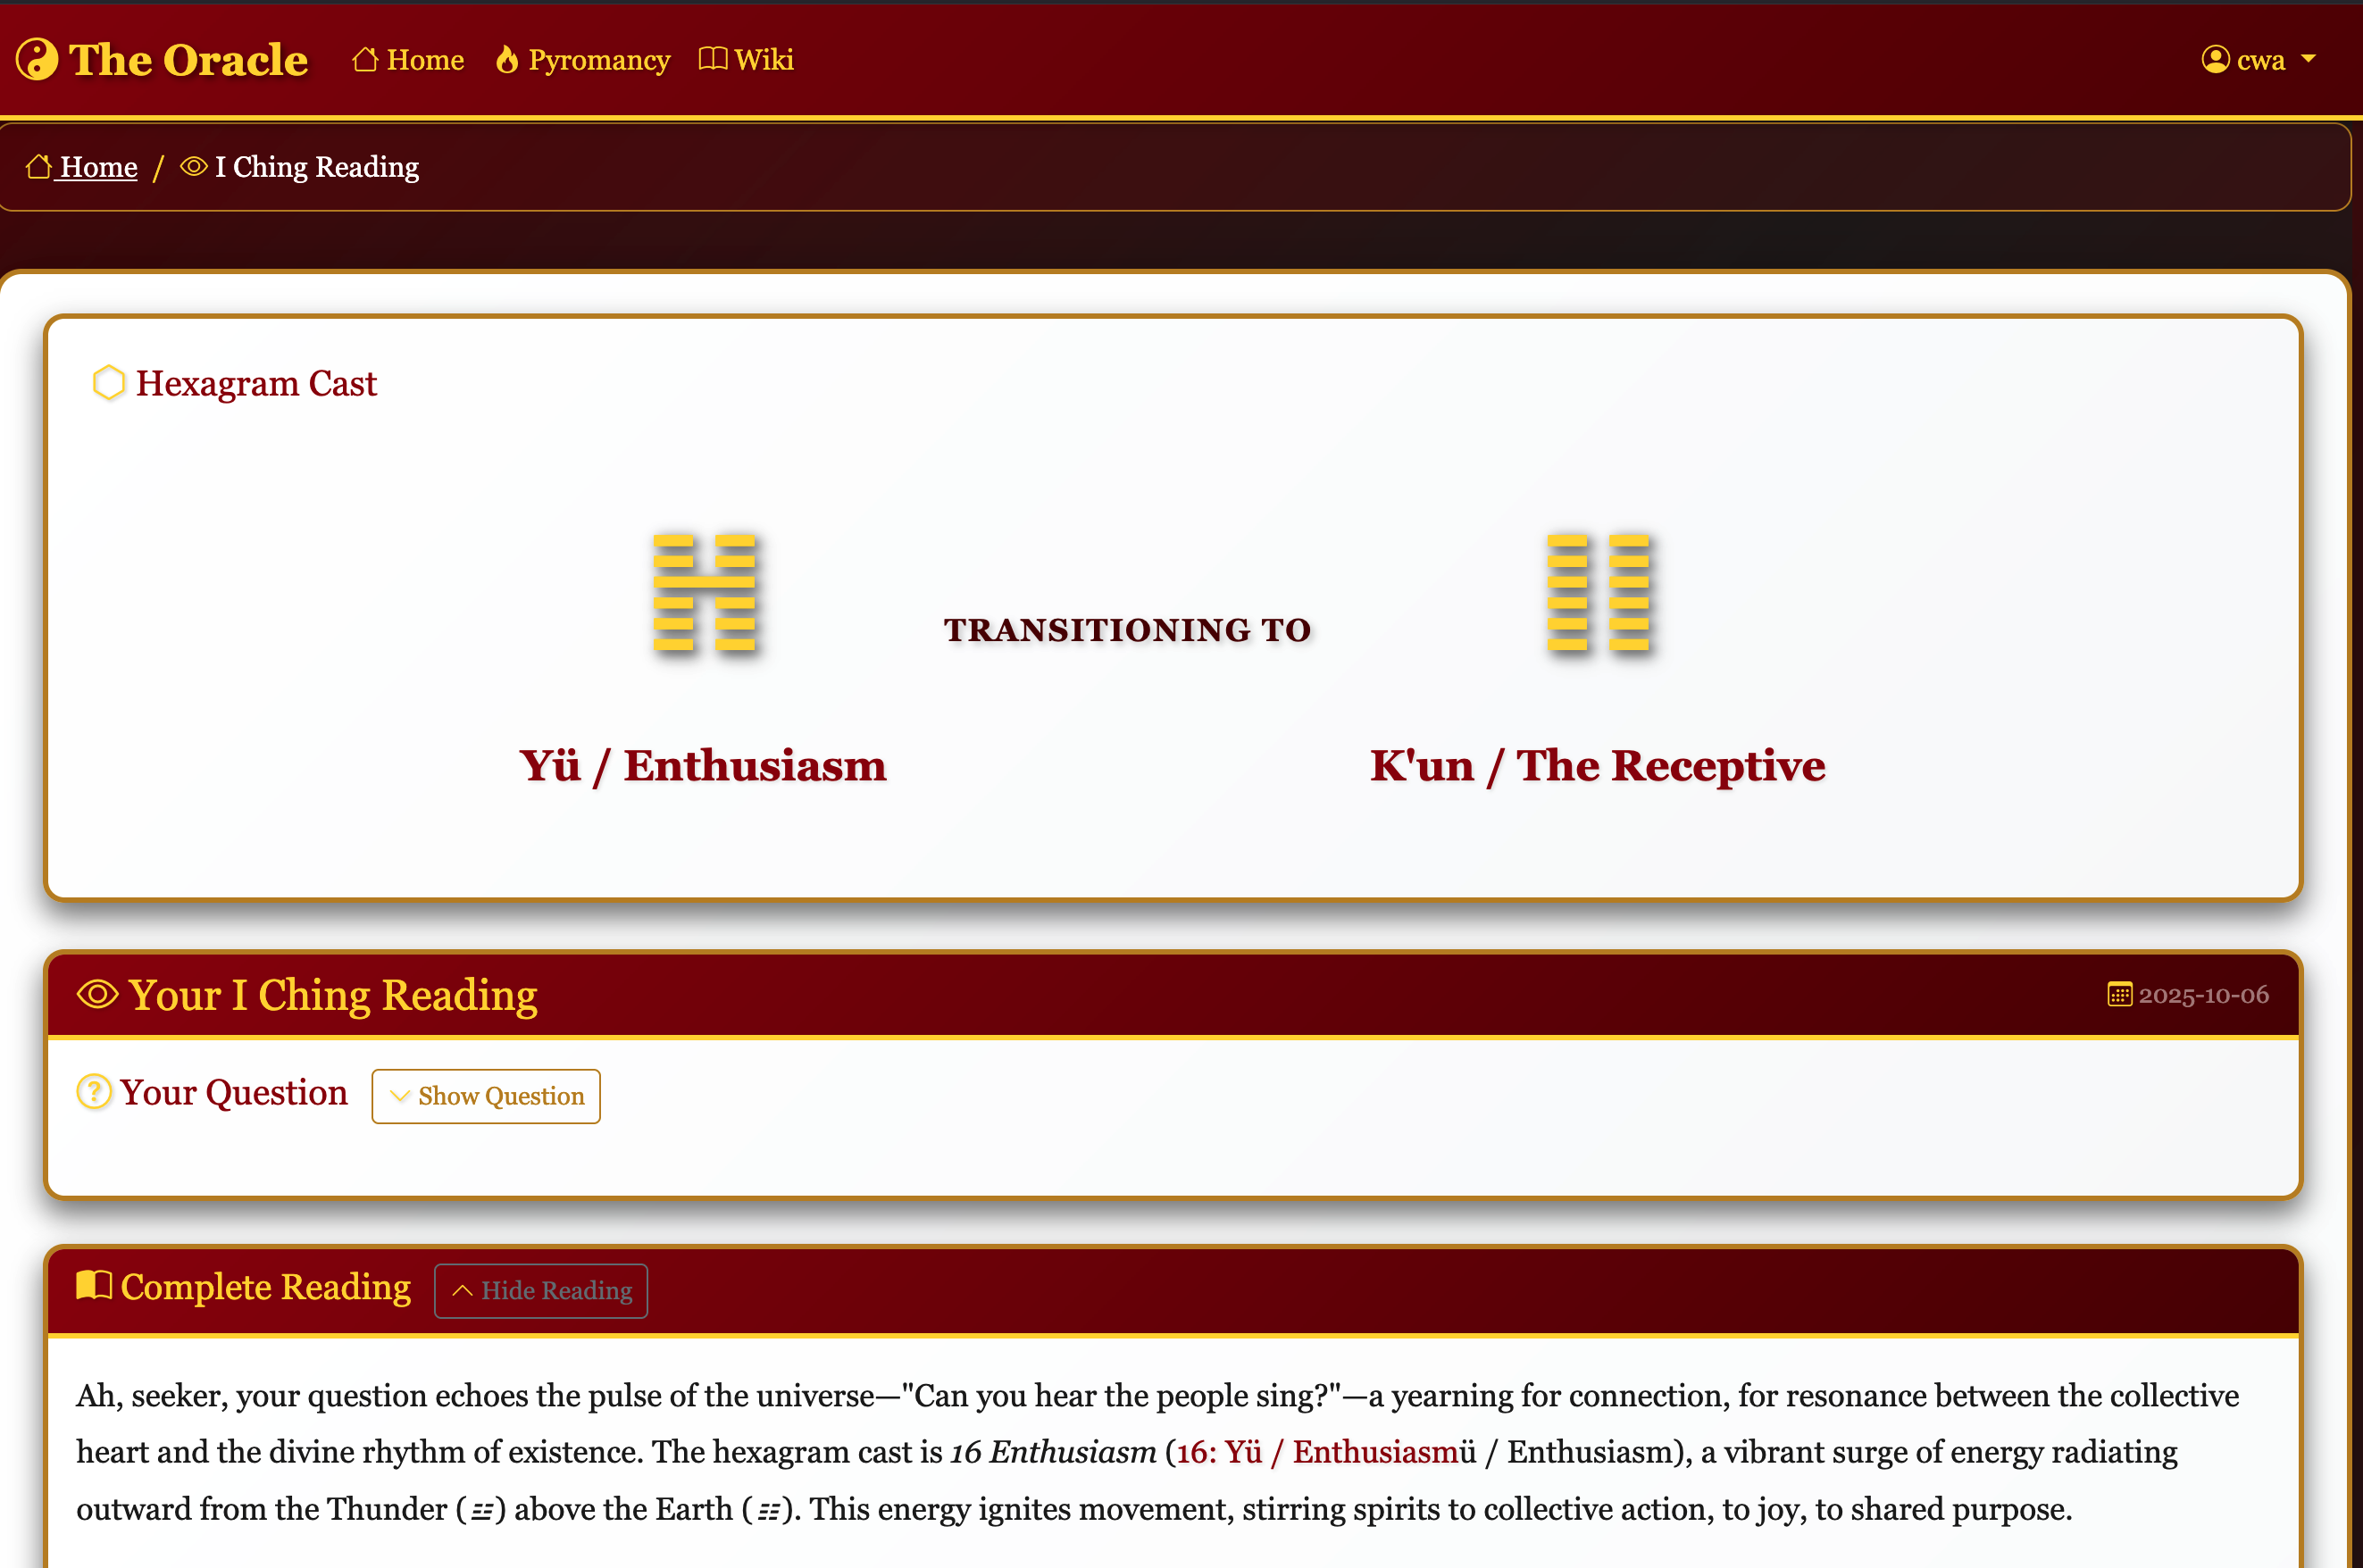 The Oracle Home Pyromancy Wiki cwa
Home / I Ching Reading
Hexagram Cast
TRANSITIONING TO
Yü / Enthusiasm K'un / The Receptive
Your I Ching Reading 2025-10-06
Your Question Show Question
Complete Reading Hide Reading
Ah, seeker, your question echoes the pulse of the universe—"Can you hear the people sing?"—a yearning for connection, for resonance between the collective
heart and the divine rhythm of existence. The hexagram cast is 16 Enthusiasm (16: Yü / Enthusiasmü / Enthusiasm), a vibrant surge of energy radiating
outward from the Thunder (☳) above the Earth (☷). This energy ignites movement, stirring spirits to collective action, to joy, to shared purpose.